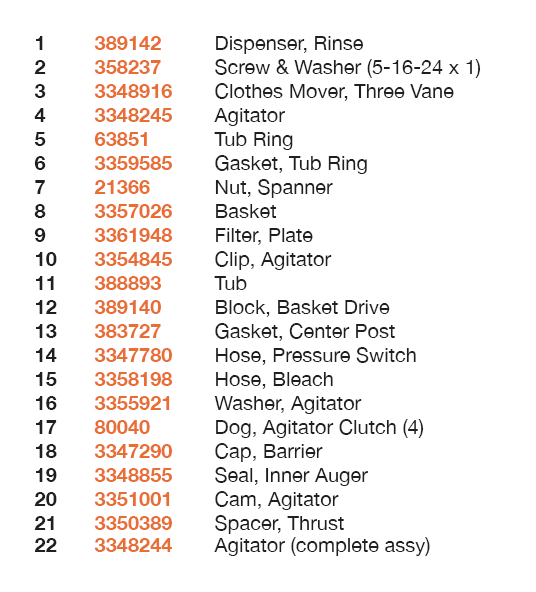 1 389142 Dispenser, Rinse
2 358237 Screw & Washer (5-16-24 x 1)
3 3348916 Clothes Mover, Three Vane
4 3348245 Agitator
5 63851 Tub Ring
6 3359585 Gasket, Tub Ring
7 21366 Nut, Spanner
8 3357026 Basket
9 3361948 Filter, Plate
10 3354845 Clip, Agitator
11 388893 Tub
12 389140 Block, Basket Drive
13 383727 Gasket, Center Post
14 3347780 Hose, Pressure Switch
15 3358198 Hose, Bleach
16 3355921 Washer, Agitator
17 80040 Dog, Agitator Clutch (4)
18 3347290 Cap, Barrier
19 3348855 Seal, Inner Auger
20 3351001 Cam, Agitator
21 3350389 Spacer, Thrust
22 3348244 Agitator (complete assy)